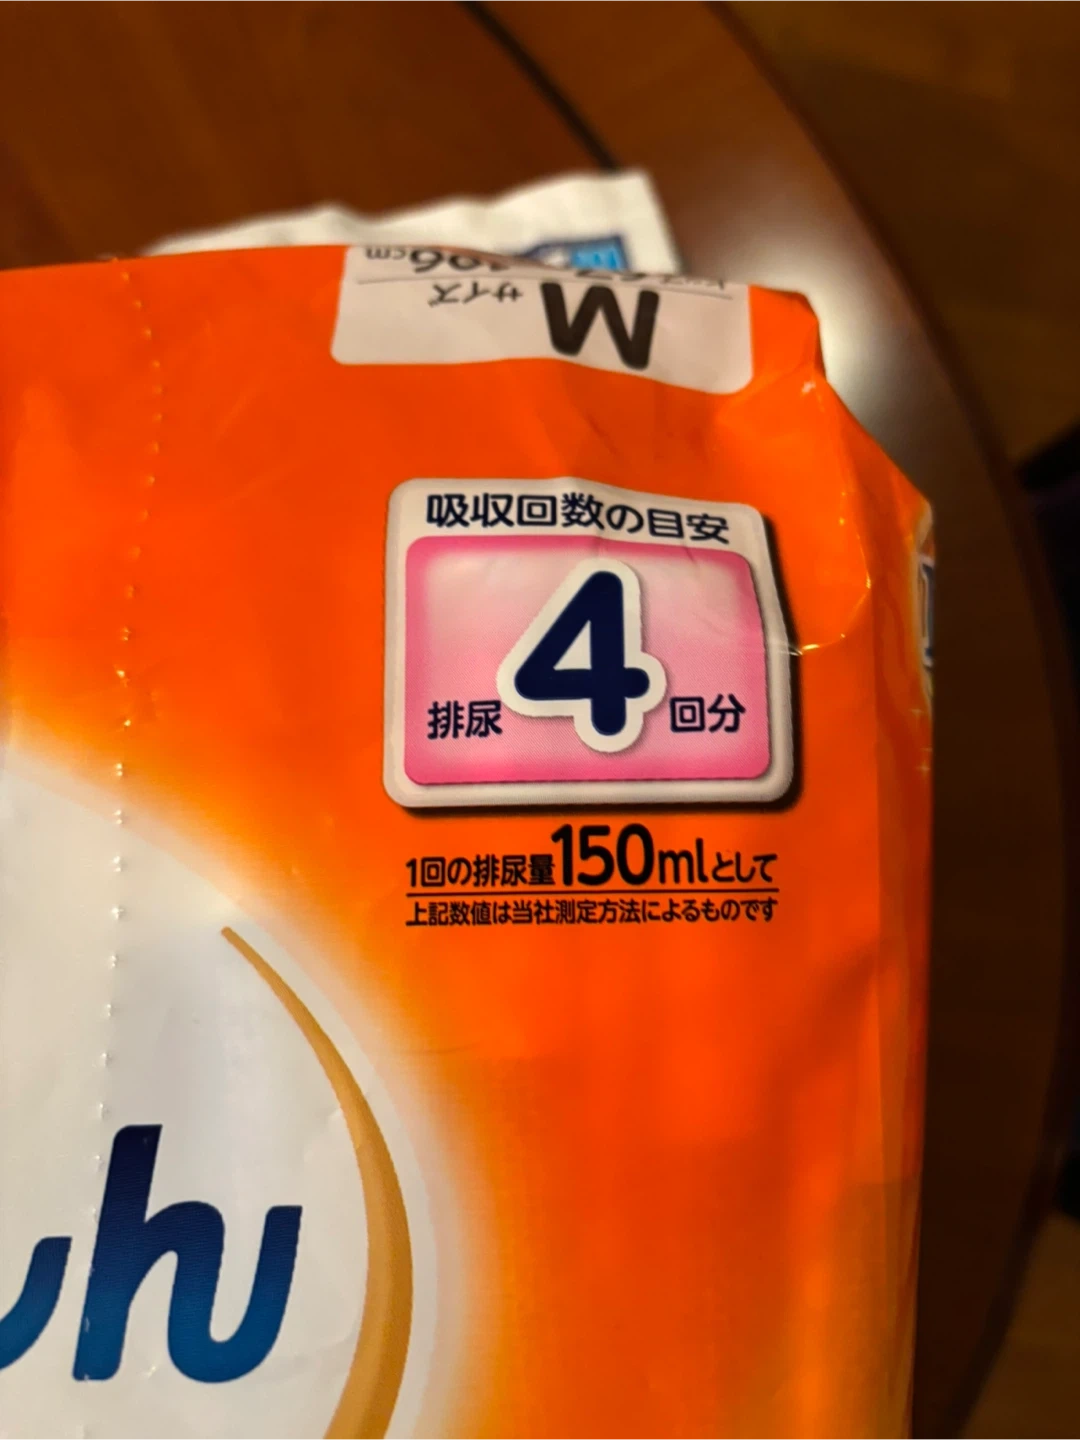 M サイズ
吸収回数の目安
排尿 4 回分
1回の排尿量150mlとして
上記数値は当社測定方法によるものです